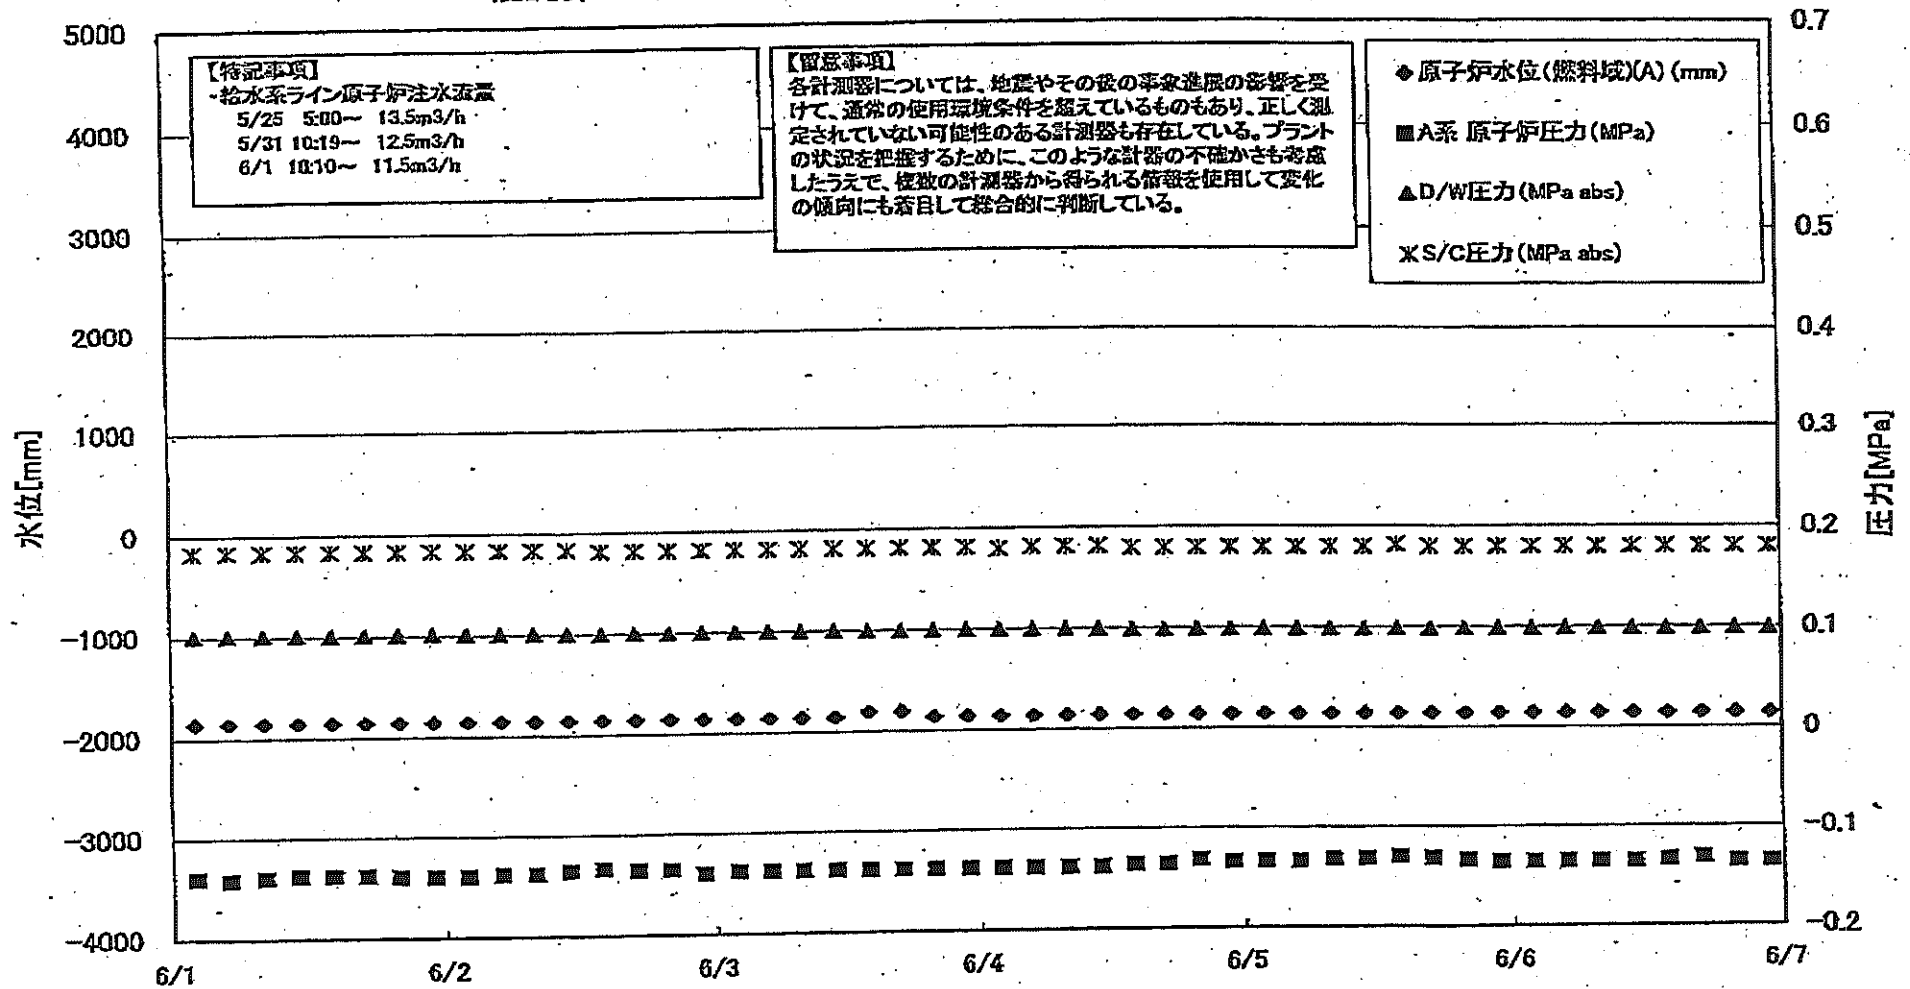 【特記事項】
・給水系ライン原子炉注水流量
5/25 5:00～ 13.5m3/h
5/31 10:19～ 12.5m3/h
6/1 10:10～ 11.5m3/h
【留意事項】
各計測器については、地震やその後の事象進展の影響を受
けて、通常の使用環境条件を超えているものもあり、正しく測
定されていない可能性のある計測器も存在している。プラント
の状況を把握するために、このような計器の不確かさも考慮
したうえで、複数の計測器から得られる情報を使用して変化
の傾向にも着目して総合的に判断している。
原子炉水位(燃料域)(A) (mm)
A系 原子炉圧力(MPa)
D/W圧力(MPa abs)
S/C圧力(MPa abs)
水位[mm]
5000
4000
3000
2000
1000
0
-1000
-2000
-3000
-4000
圧力[MPa]
0.7
0.6
0.5
0.4
0.3
0.2
0.1
0
-0.1
-0.2
6/1
6/2
6/3
6/4
6/5
6/6
6/7